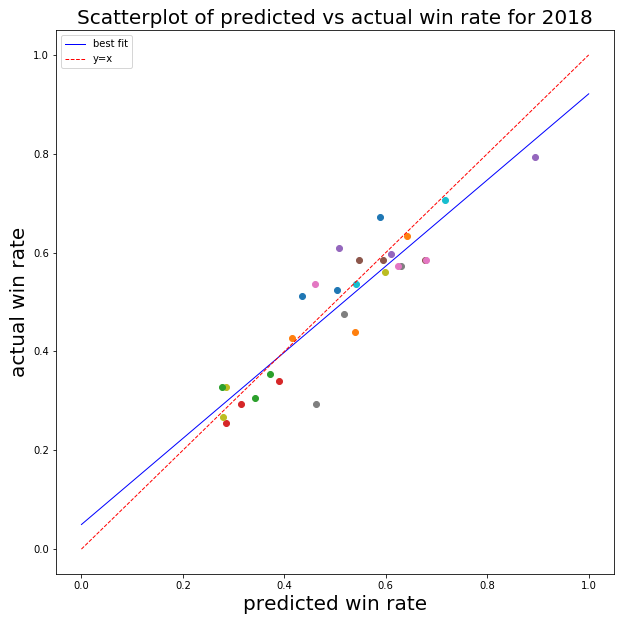 Scatterplot of predicted vs actual win rate for 2018
best fit
y=x
1.0
0.8
0.6
0.4
0.2
0.0
actual win rate
0.0 0.2 0.4 0.6 0.8 1.0
predicted win rate